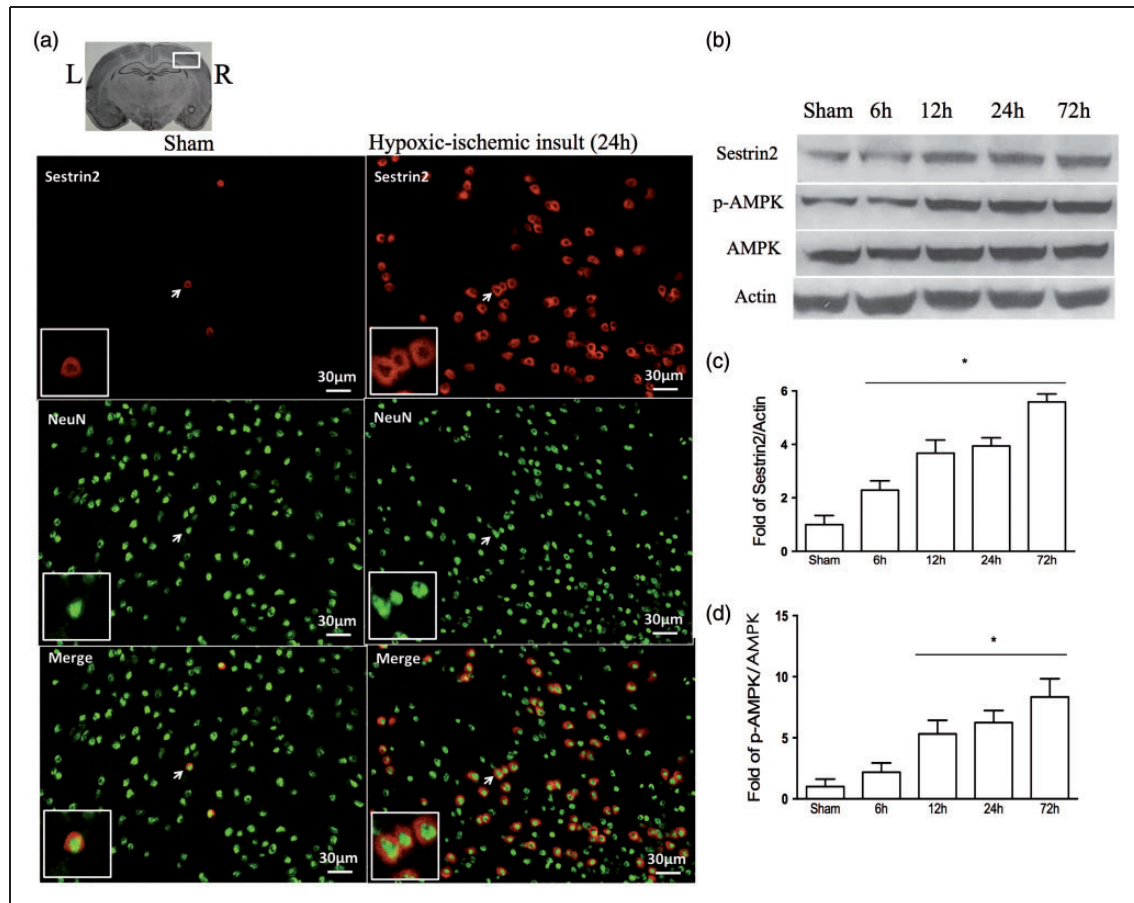 (a)
L R
Sham
Hypoxic-ischemic insult (24h)
Sestrin2
30µm
Sestrin2
30µm
NeuN
30µm
NeuN
30µm
Merge
30µm
Merge
30µm
(b)
Sham 6h 12h 24h 72h
Sestrin2
p-AMPK
AMPK
Actin
(c)
*
Fold of Sestrin2/Actin
8
6
4
2
0
Sham 6h 12h 24h 72h
(d)
*
Fold of p-AMPK/AMPK
15
10
5
0
Sham 6h 12h 24h 72h